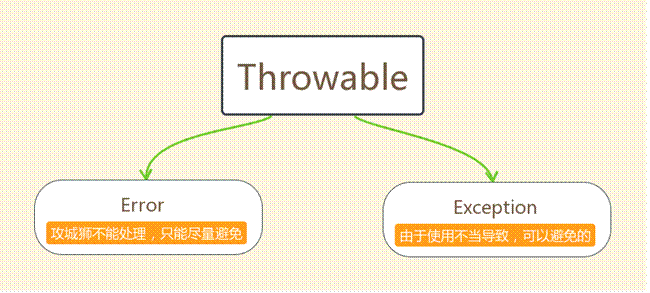 Throwable
Error
攻城狮不能处理，只能尽量避免
Exception
由于使用不当导致，可以避免的